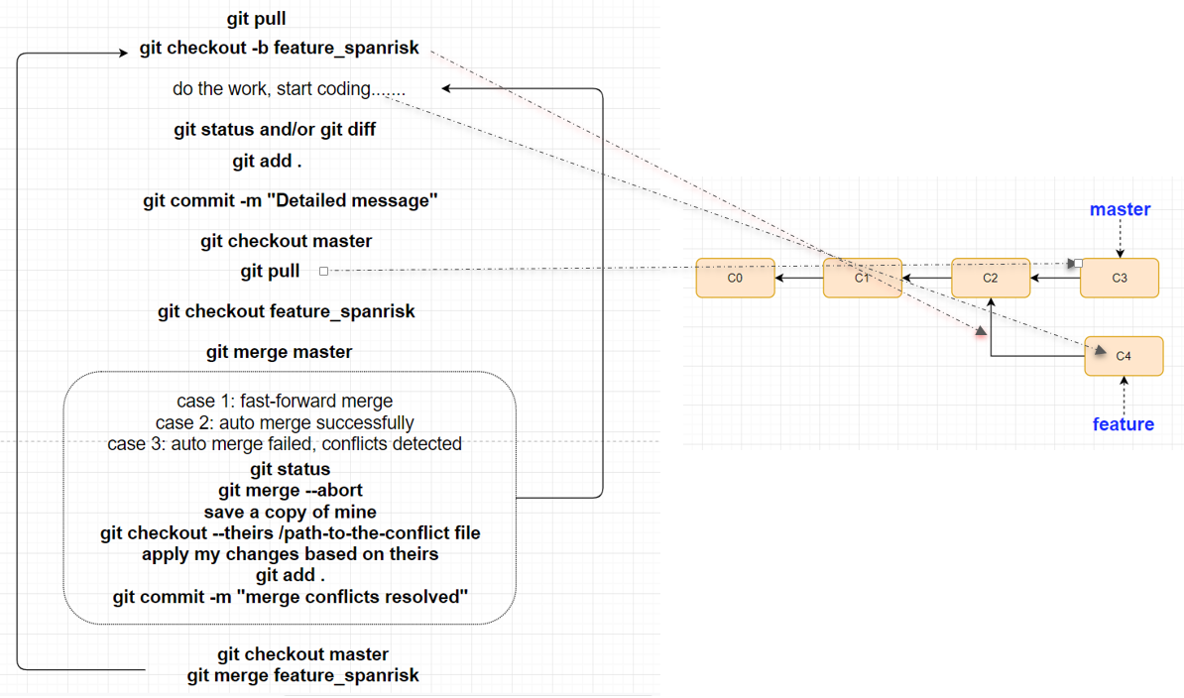 git pull
git checkout -b feature_spanrisk
do the work, start coding.......
git status and/or git diff
git add .
git commit -m "Detailed message"
git checkout master
git pull
git checkout feature_spanrisk
git merge master
case 1: fast-forward merge
case 2: auto merge successfully
case 3: auto merge failed, conflicts detected
git status
git merge --abort
save a copy of mine
git checkout --theirs /path-to-the-conflict file
apply my changes based on theirs
git add .
git commit -m "merge conflicts resolved"
git checkout master
git merge feature_spanrisk
master
C0 C1 C2 C3
C4
feature